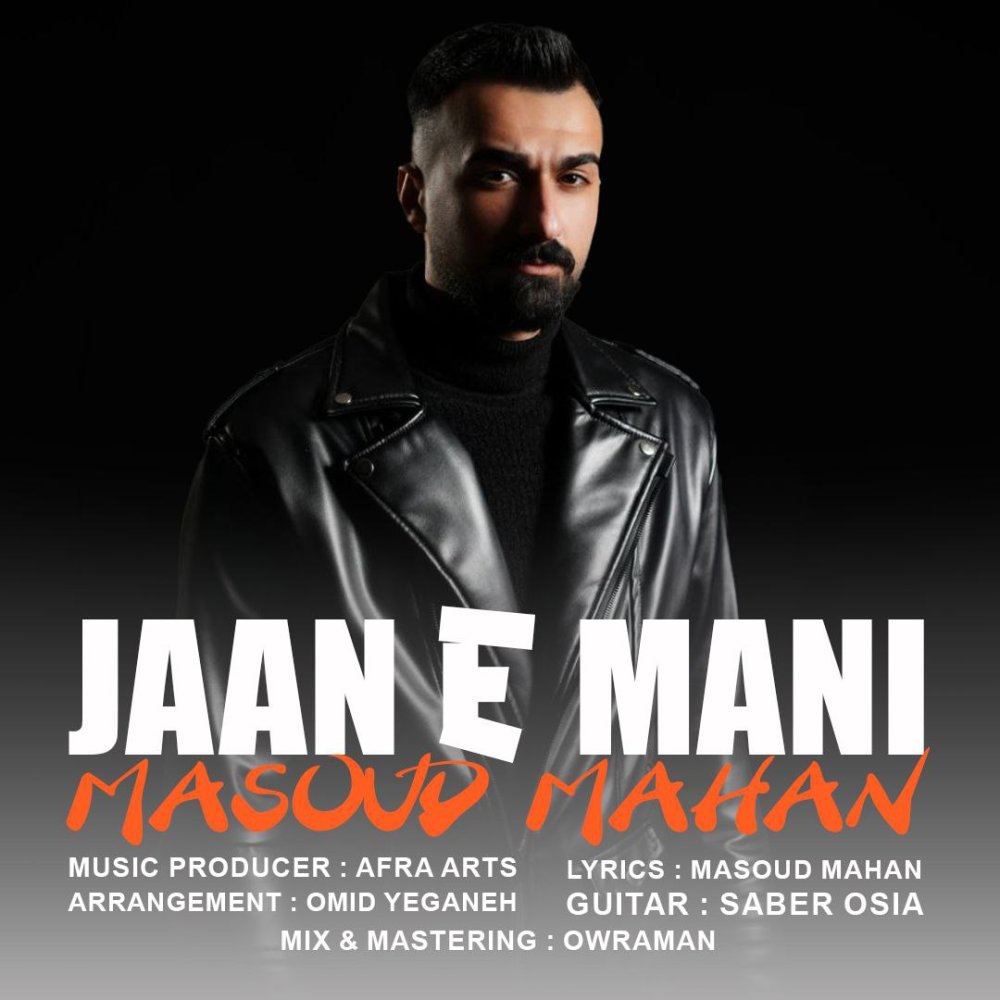 JAAN E MANI
MASOUD MAHAN
MUSIC PRODUCER : AFRA ARTS
LYRICS : MASOUD MAHAN
ARRANGEMENT : OMID YEGANEH
GUITAR : SABER OSIA
MIX & MASTERING : OWRAMAN